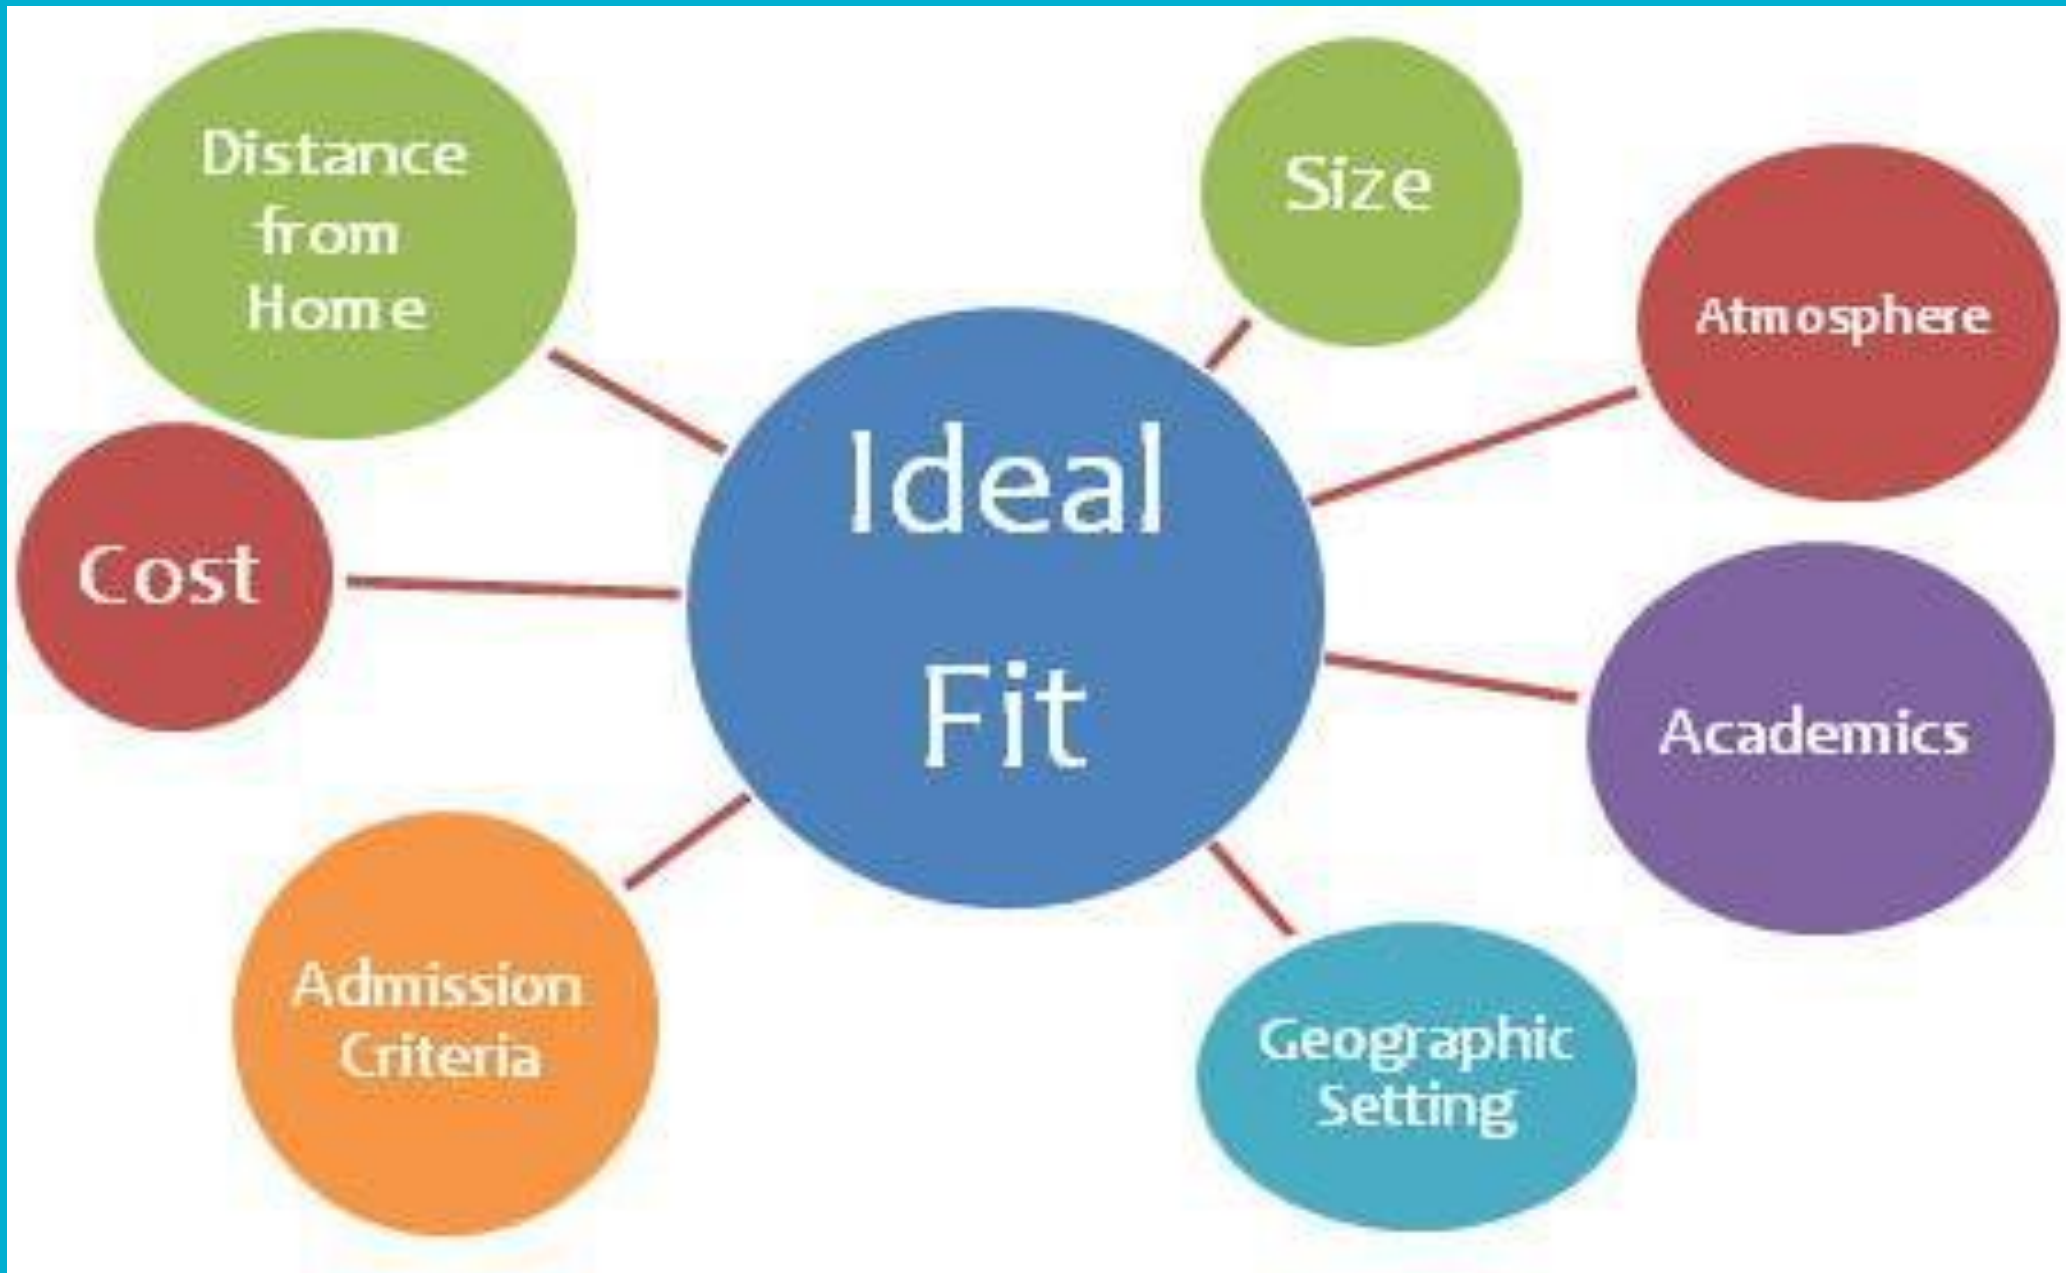 Distance
from
Home
Size
Atmosphere
Ideal
Fit
Cost
Academics
Admission
Criteria
Geographic
Setting